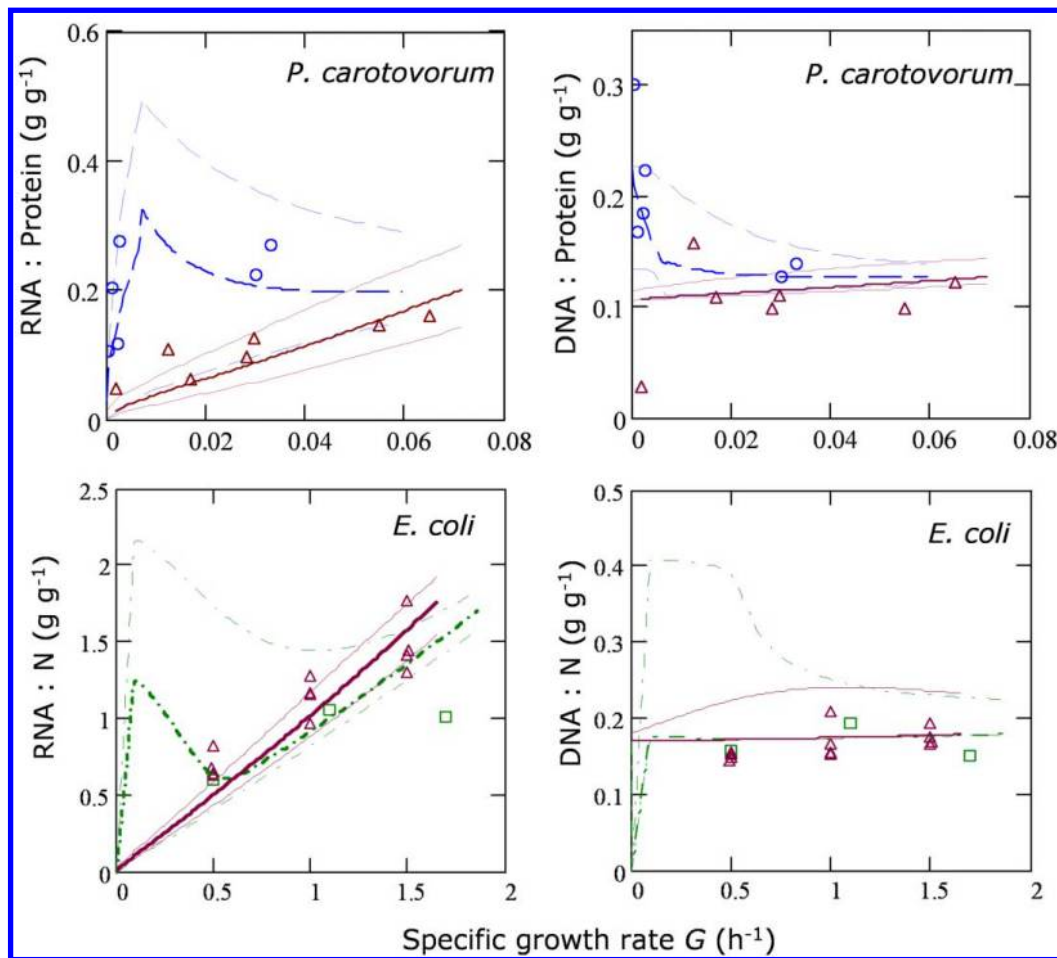 P. carotovorum
RNA : Protein (g g⁻¹)
0.6
0.4
0.2
0
0 0.02 0.04 0.06 0.08
P. carotovorum
DNA : Protein (g g⁻¹)
0.3
0.2
0.1
0
0 0.02 0.04 0.06 0.08
E. coli
RNA : N (g g⁻¹)
2.5
2
1.5
1
0.5
0
0 0.5 1 1.5 2
E. coli
DNA : N (g g⁻¹)
0.5
0.4
0.3
0.2
0.1
0
0 0.5 1 1.5 2
Specific growth rate G (h⁻¹)